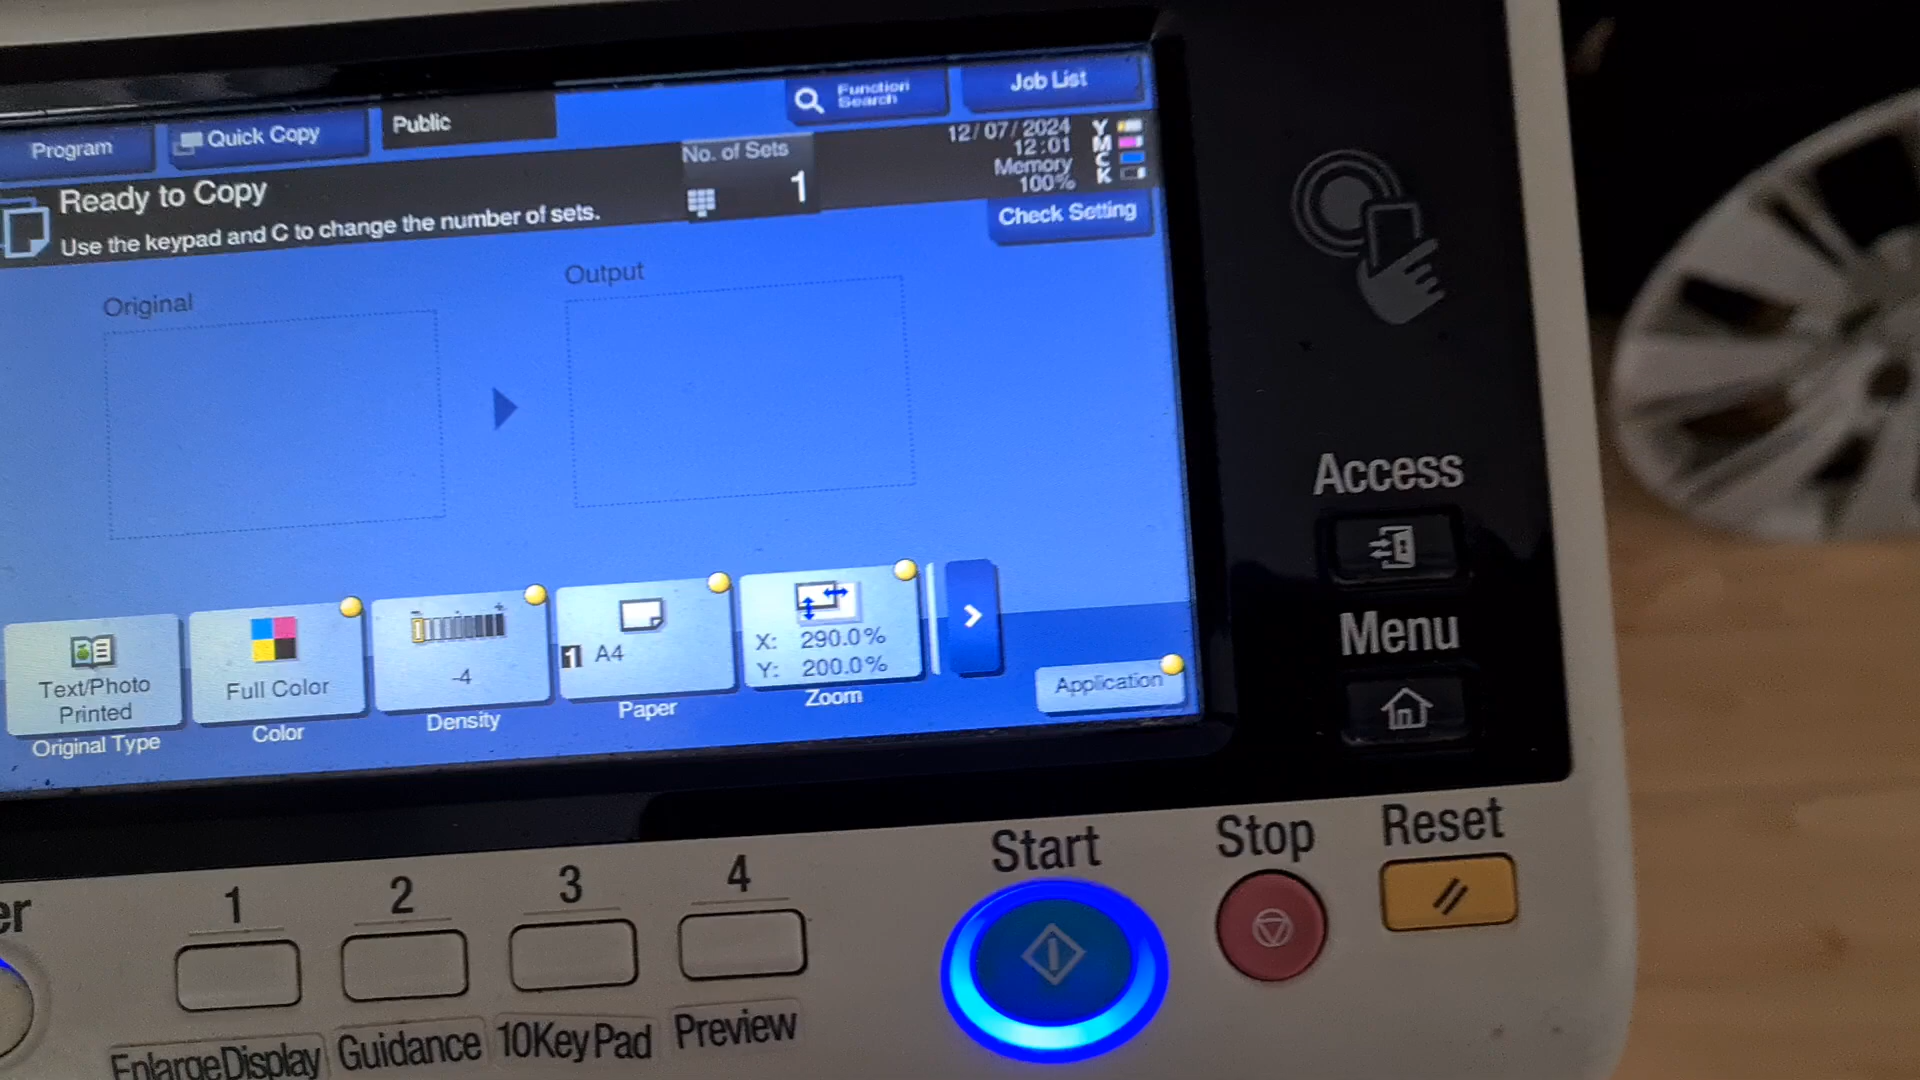 Program
Quick Copy
Public
Function
Search
Job List
Ready to Copy
Use the keypad and C to change the number of sets.
No. of Sets
1
12/07/2024
12:01
Memory
100%
Y
M
C
K
Check Setting
Original
Output
Text/Photo
Printed
Original Type
Full Color
Color
1
-4
Density
1 A4
Paper
X: 290.0%
Y: 200.0%
Zoom
Application
Access
Menu
Start
Stop
Reset
er
1
2
3
4
EnlargeDisplay
Guidance
10KeyPad
Preview